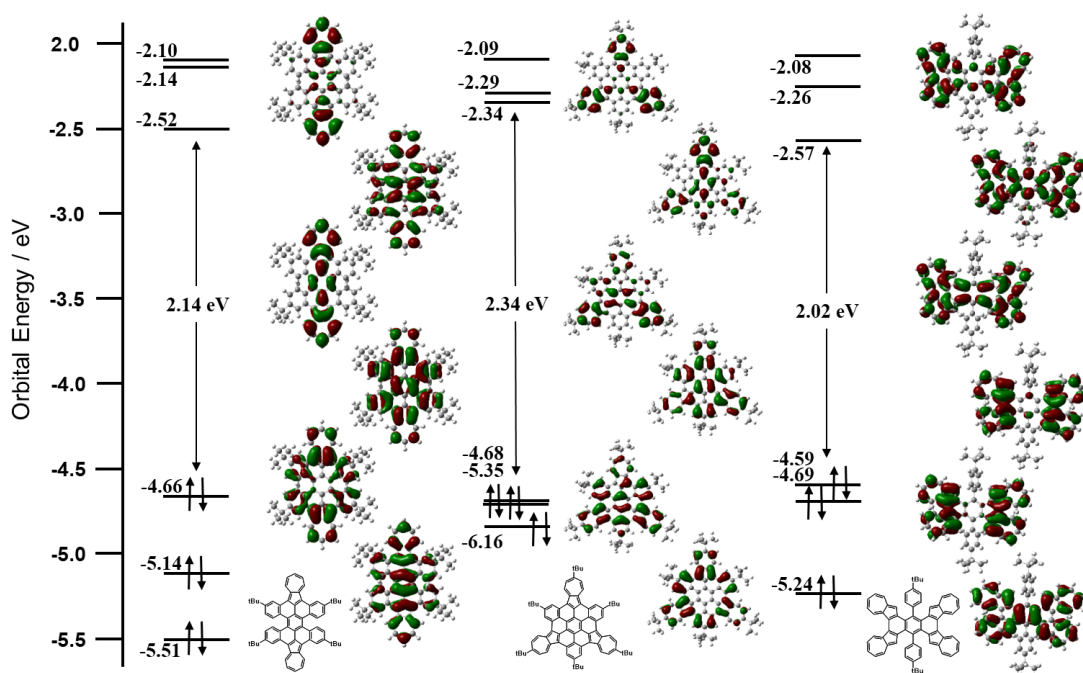 Orbital Energy / eV
2.0
-2.5
-3.0
-3.5
-4.0
-4.5
-5.0
-5.5
-2.10
-2.14
-2.52
2.14 eV
-4.66
-5.14
-5.51
tBu
tBu
tBu
tBu
-2.09
-2.29
-2.34
2.34 eV
-4.68
-5.35
-6.16
tBu
tBu
tBu
tBu
tBu
tBu
-2.08
-2.26
-2.57
2.02 eV
-4.59
-4.69
-5.24
tBu
tBu